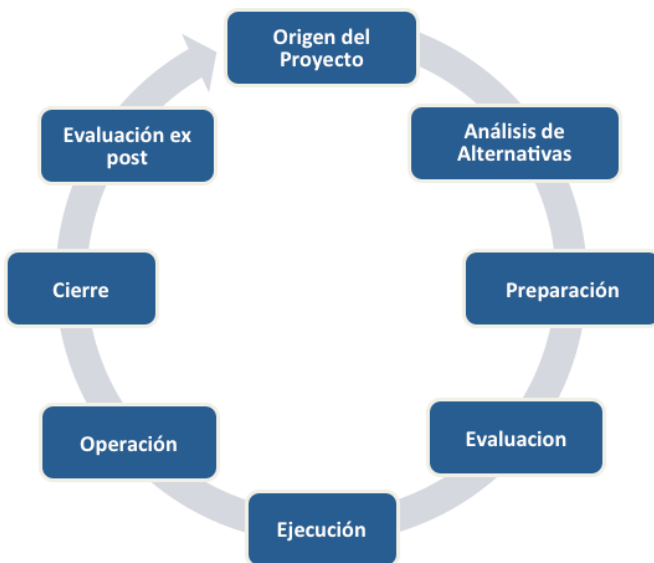 Origen del
Proyecto
Análisis de
Alternativas
Preparación
Evaluacion
Ejecución
Operación
Cierre
Evaluación ex
post